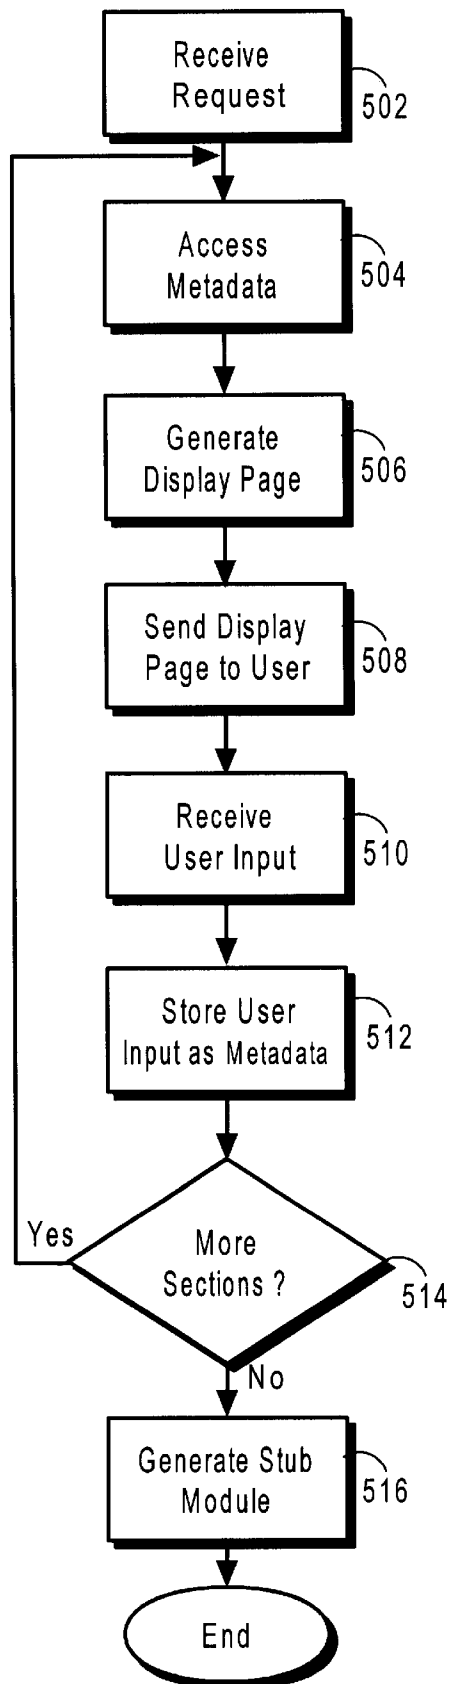 Receive
Request
502
Access
Metadata
504
Generate
Display Page
506
Send Display
Page to User
508
Receive
User Input
510
Store User
Input as Metadata
512
Yes
More
Sections ?
514
No
Generate Stub
Module
516
End